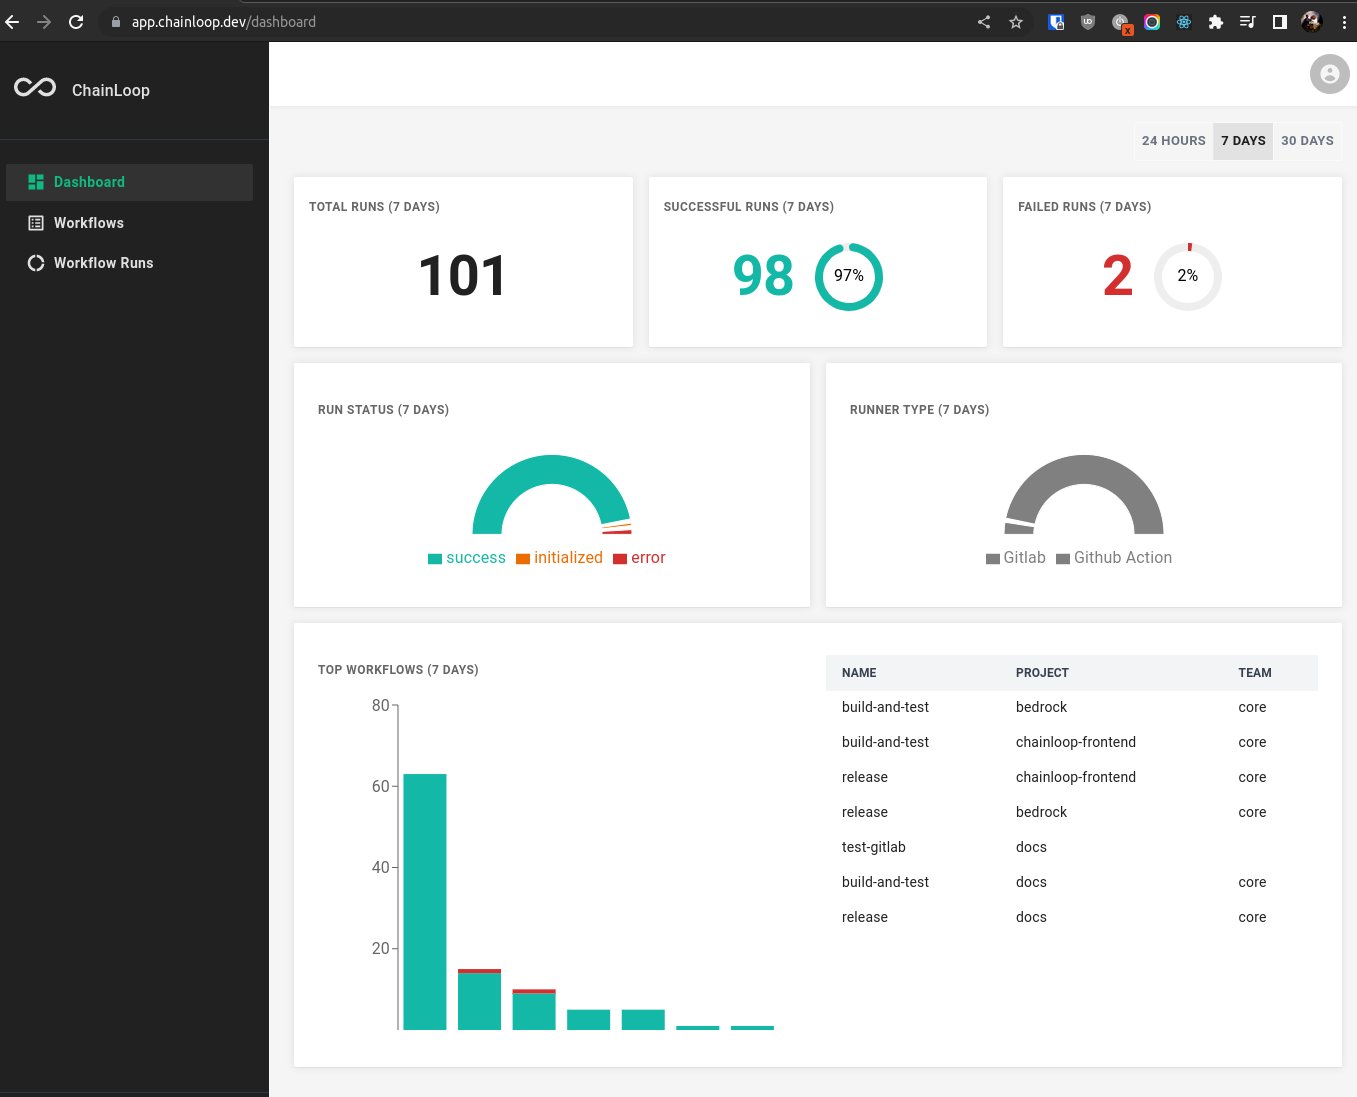 app.chainloop.dev/dashboard
ChainLoop
Dashboard
Workflows
Workflow Runs
24 HOURS 7 DAYS 30 DAYS
TOTAL RUNS (7 DAYS)
101
SUCCESSFUL RUNS (7 DAYS)
98 97%
FAILED RUNS (7 DAYS)
2 2%
RUN STATUS (7 DAYS)
success initialized error
RUNNER TYPE (7 DAYS)
Gitlab Github Action
TOP WORKFLOWS (7 DAYS)
80
60
40
20
NAME PROJECT TEAM
build-and-test bedrock core
build-and-test chainloop-frontend core
release chainloop-frontend core
release bedrock core
test-gitlab docs
build-and-test docs core
release docs core